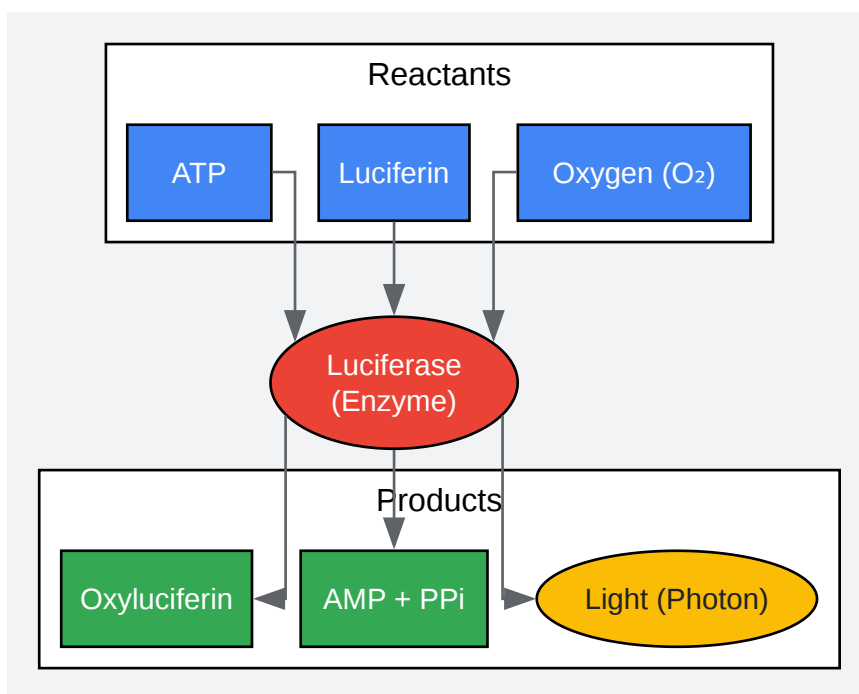 Reactants
ATP
Luciferin
Oxygen (O₂)
Luciferase
(Enzyme)
Products
Oxyluciferin
AMP + PPi
Light (Photon)